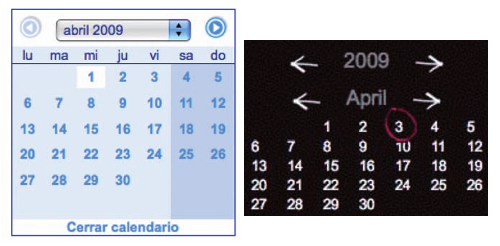 abril 2009
lu ma mi ju vi sa do
1 2 3 4 5
6 7 8 9 10 11 12
13 14 15 16 17 18 19
20 21 22 23 24 25 26
27 28 29 30
Cerrar calendario
2009
April
1 2 3 4 5
6 7 8 9 10 11 12
13 14 15 16 17 18 19
20 21 22 23 24 25 26
27 28 29 30